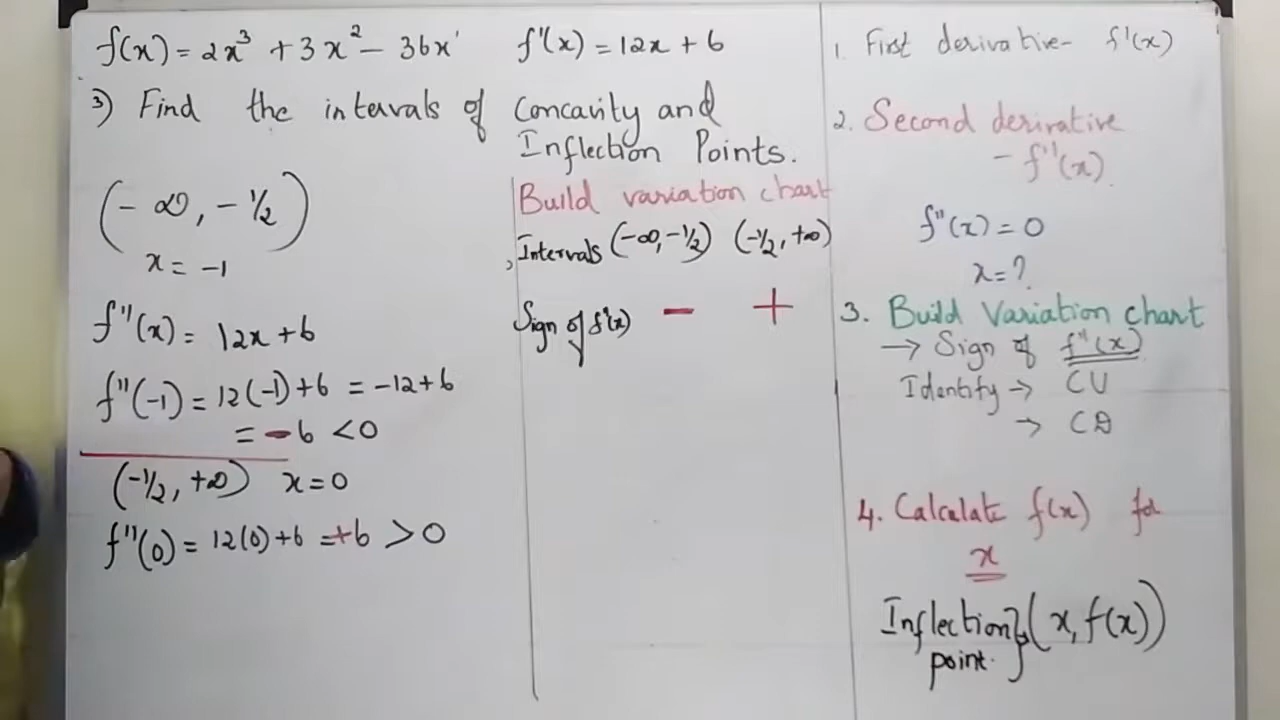 f(x) = 2x³ + 3x² - 36x' f''(x) = 12x + 6
3) Find the intervals of Concavity and
Inflection Points.
(-∞, -½)
x = -1
f''(x) = 12x + 6
f''(-1) = 12(-1) + 6 = -12 + 6
= -6 < 0
(-½, +∞) x = 0
f''(0) = 12(0) + 6 = +6 > 0
Build variation chart
Intervals (-∞, -½) (-½, +∞)
Sign of f''(x) - +
1. First derivative - f'(x)
2. Second derivative
- f''(x)
f''(x) = 0
x = ?
3. Build Variation chart
→ Sign of f''(x)
Identify → CU
→ CD
4. Calculate f(x) for
x
Inflection } (x, f(x))
point.